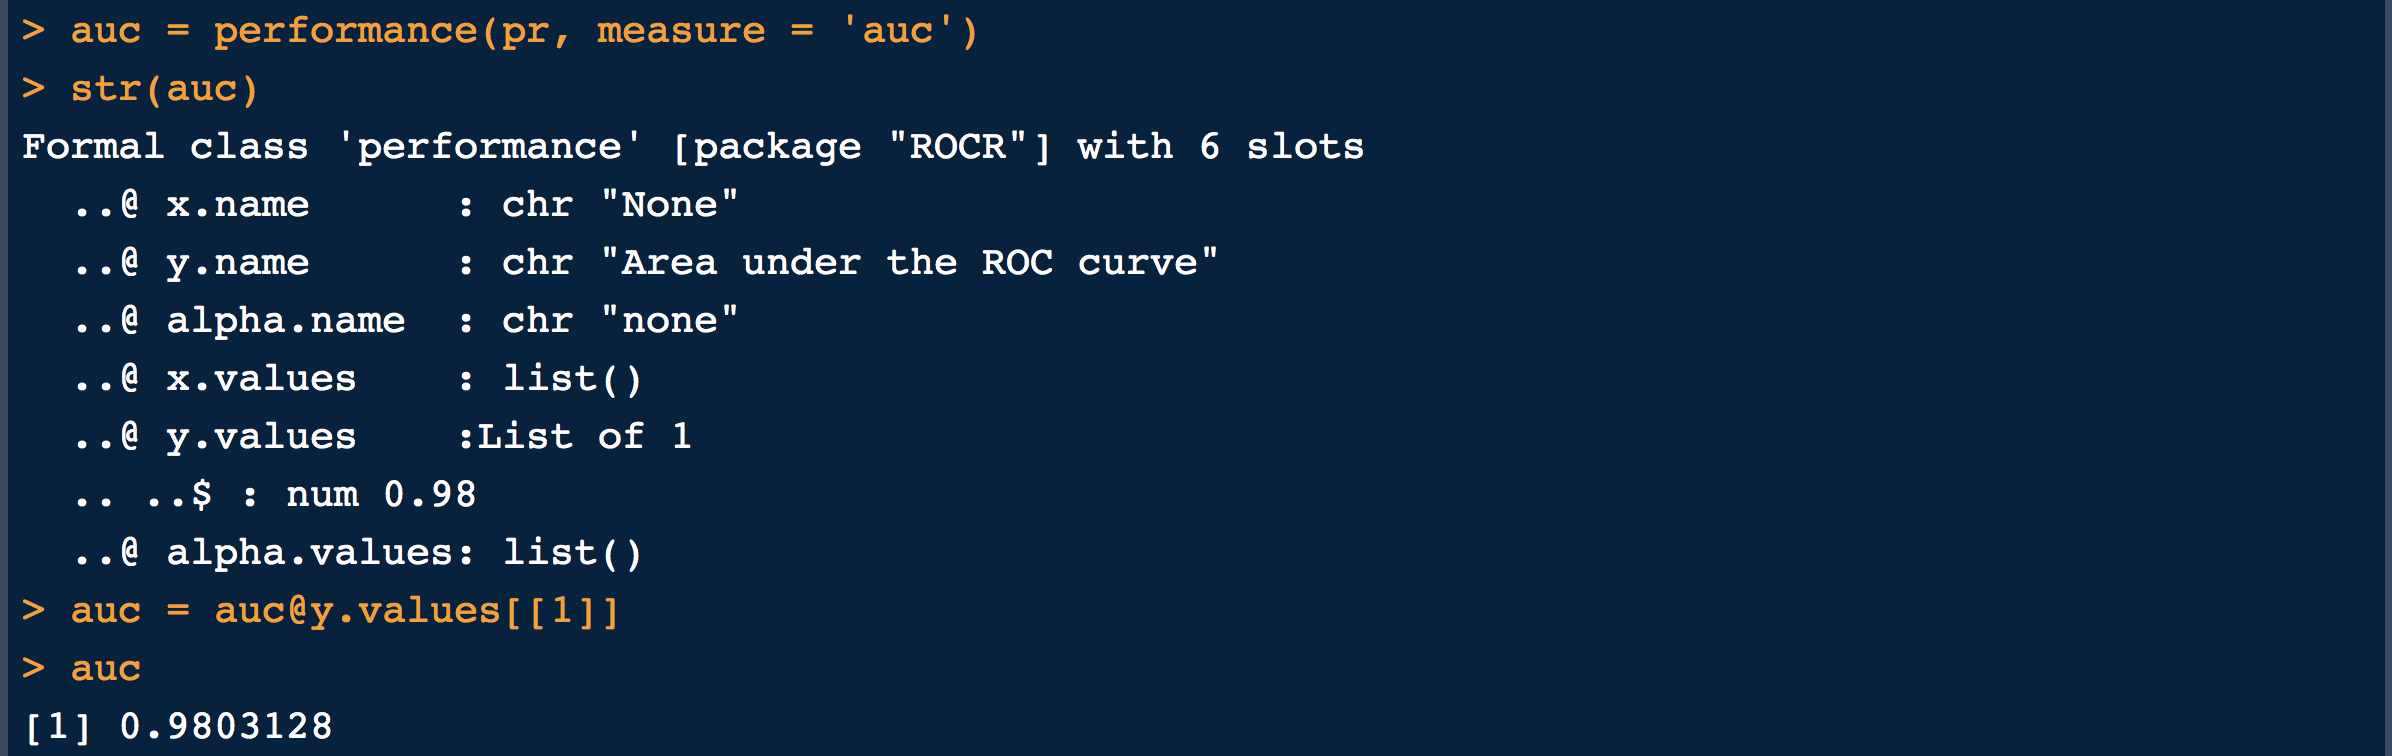 > auc = performance(pr, measure = 'auc')
> str(auc)
Formal class 'performance' [package "ROCR"] with 6 slots
  ..@ x.name      : chr "None"
  ..@ y.name      : chr "Area under the ROC curve"
  ..@ alpha.name  : chr "none"
  ..@ x.values    : list()
  ..@ y.values    :List of 1
  .. ..$ : num 0.98
  ..@ alpha.values: list()
> auc = auc@y.values[[1]]
> auc
[1] 0.9803128